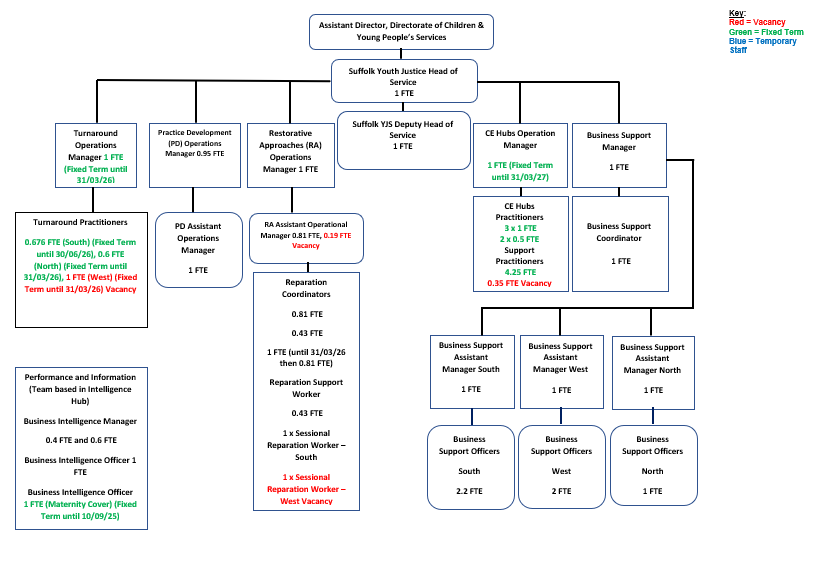 Key:
Red = Vacancy
Green = Fixed Term
Blue = Temporary
Staff
Assistant Director, Directorate of Children &
Young People's Services
Suffolk Youth Justice Head of
Service
1 FTE
Suffolk YJS Deputy Head of
Service
1 FTE
Turnaround
Operations
Manager 1 FTE
(Fixed Term until
31/03/26)
Practice Development
(PD) Operations
Manager 0.95 FTE
Restorative
Approaches (RA)
Operations
Manager 1 FTE
CE Hubs Operation
Manager
1 FTE (Fixed Term
until 31/03/27)
Business Support
Manager
1 FTE
Turnaround Practitioners
0.676 FTE (South) (Fixed Term
until 30/06/26), 0.6 FTE
(North) (Fixed Term until
31/03/26), 1 FTE (West) (Fixed
Term until 31/03/26) Vacancy
PD Assistant
Operations
Manager
1 FTE
RA Assistant Operational
Manager 0.81 FTE, 0.19 FTE
Vacancy
CE Hubs
Practitioners
3 x 1 FTE
2 x 0.5 FTE
Support
Practitioners
4.25 FTE
0.35 FTE Vacancy
Business Support
Coordinator
1 FTE
Reparation
Coordinators
0.81 FTE
0.43 FTE
1 FTE (until 31/03/26
then 0.81 FTE)
Reparation Support
Worker
0.43 FTE
1 x Sessional
Reparation Worker –
South
1 x Sessional
Reparation Worker –
West Vacancy
Performance and Information
(Team based in Intelligence
Hub)
Business Intelligence Manager
0.4 FTE and 0.6 FTE
Business Intelligence Officer 1
FTE
Business Intelligence Officer
1 FTE (Maternity Cover) (Fixed
Term until 10/09/25)
Business Support
Assistant
Manager South
1 FTE
Business Support
Assistant
Manager West
1 FTE
Business Support
Assistant
Manager North
1 FTE
Business
Support Officers
South
2.2 FTE
Business
Support Officers
West
2 FTE
Business
Support Officers
North
1 FTE